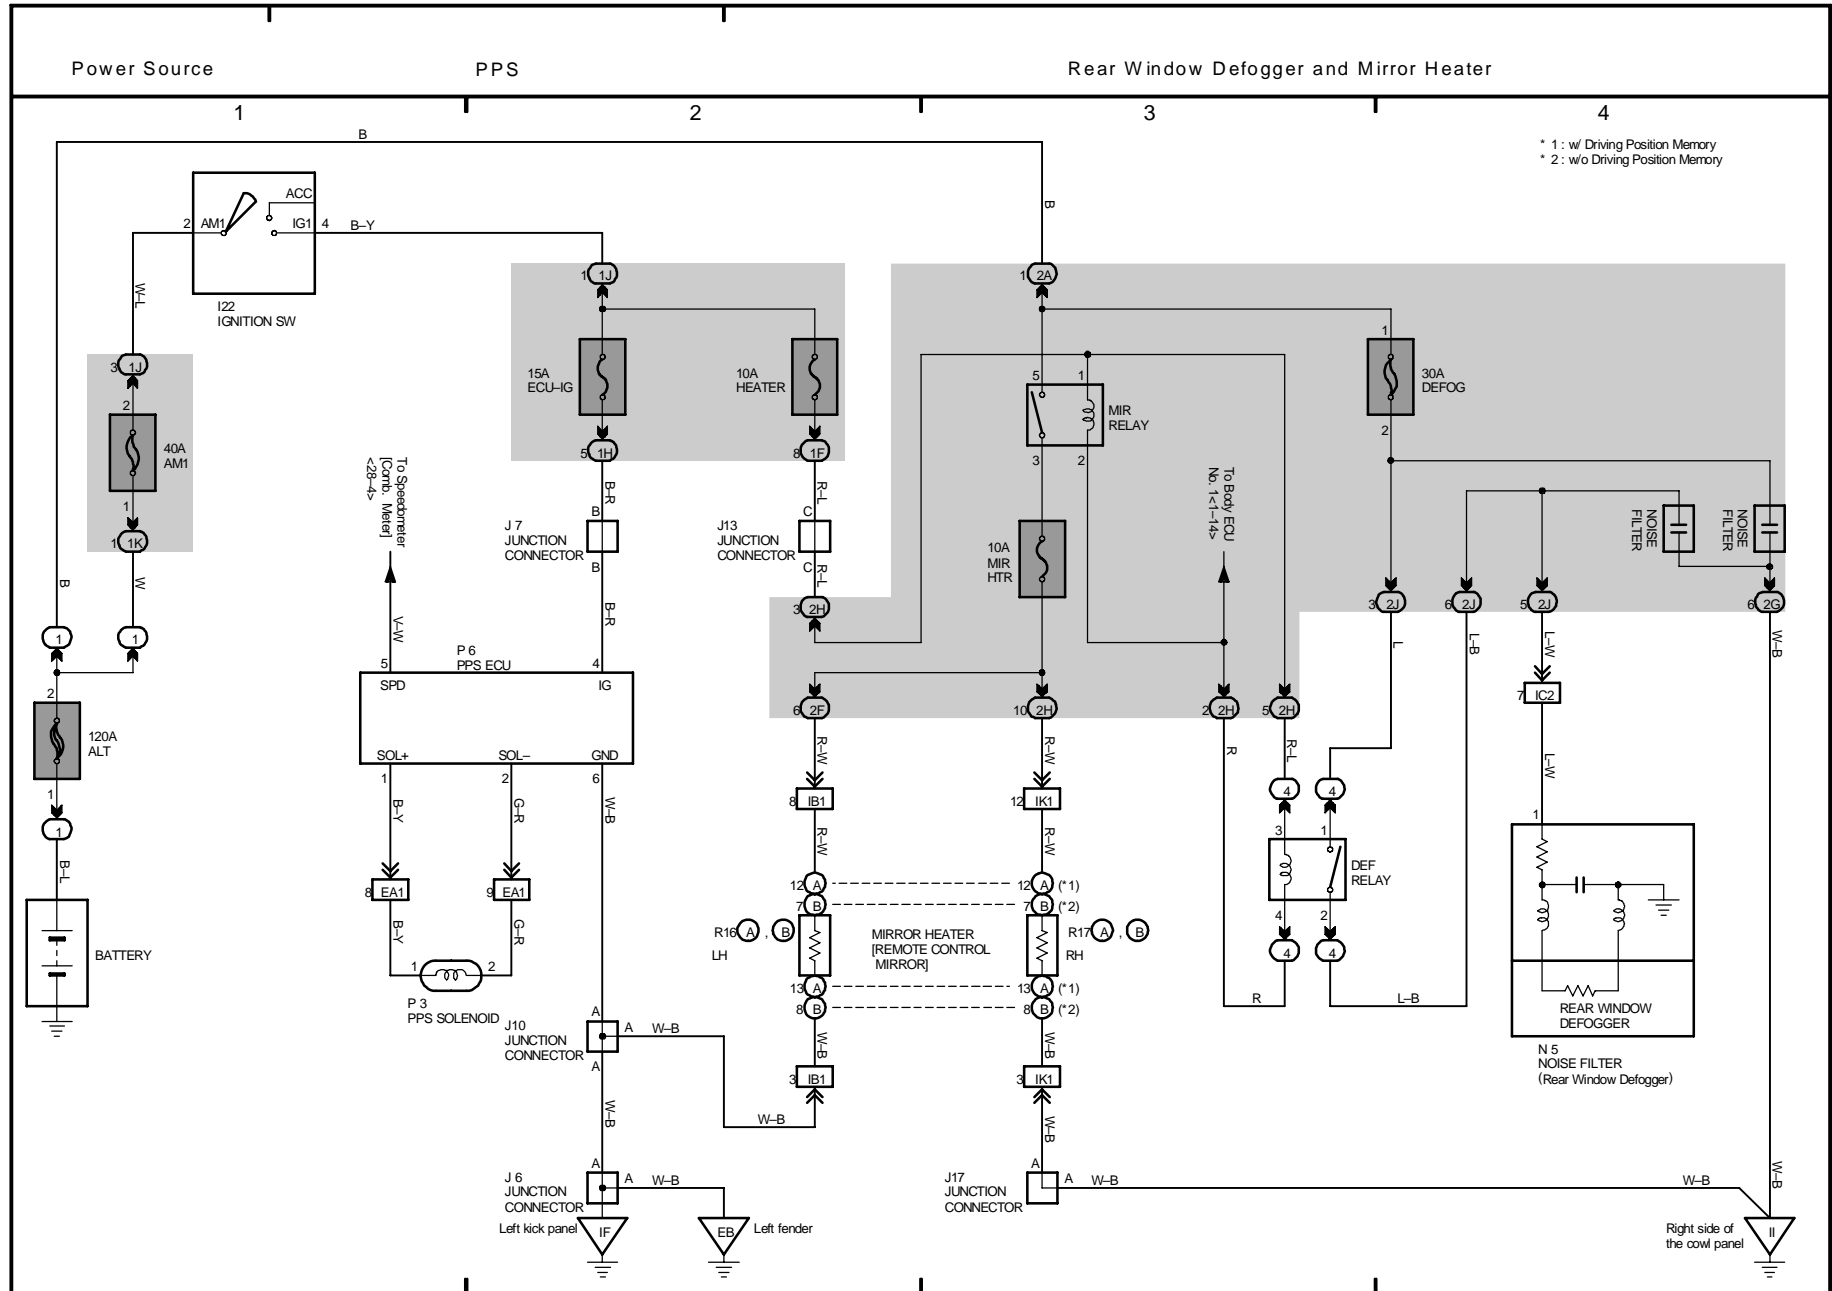 Power Source
PPS
Rear Window Defogger and Mirror Heater
1
2
3
4
* 1 : w/ Driving Position Memory
* 2 : w/o Driving Position Memory
B
B
ACC
2
AM1
IG1
4
B–Y
W–L
I22
IGNITION SW
1
1J
1
2A
3
1J
2
40A
AM1
1
1
1K
W
B
1
1
15A
ECU–IG
10A
HEATER
5
1H
8
1F
B–R
R–L
B
C
J 7
JUNCTION
CONNECTOR
J13
JUNCTION
CONNECTOR
B
C
B–R
R–L
3
2H
To Speedometer
[Comb. Meter]
<28–4>
V–W
5
1
MIR
RELAY
3
2
10A
MIR
HTR
To Body ECU
No. 1<1–14>
1
30A
DEFOG
2
NOISE
FILTER
NOISE
FILTER
3
2J
6
2J
5
2J
6
2G
L
L–B
L–W
W–B
7
IC2
L–W
2
120A
ALT
1
1
B–L
BATTERY
P 6
PPS ECU
5
4
SPD
IG
SOL+
SOL–
GND
1
2
6
B–Y
G–R
W–B
8
EA1
9
EA1
B–Y
G–R
1
2
P 3
PPS SOLENOID
6
2F
10
2H
2
2H
5
2H
R–W
R–W
R
R–L
8
IB1
12
IK1
R–W
R–W
4
4
3
1
DEF
RELAY
4
2
4
4
R
L–B
12
A
12
A
(*1)
7
B
7
B
(*2)
R16
A
,
B
LH
MIRROR HEATER
[REMOTE CONTROL
MIRROR]
R17
A
,
B
RH
13
A
13
A
(*1)
8
B
8
B
(*2)
W–B
W–B
3
IB1
3
IK1
W–B
W–B
1
REAR WINDOW
DEFOGGER
N 5
NOISE FILTER
(Rear Window Defogger)
A
J10
JUNCTION
CONNECTOR
A
W–B
A
W–B
A
J 6
JUNCTION
CONNECTOR
A
W–B
Left kick panel
IF
EB
Left fender
A
J17
JUNCTION
CONNECTOR
A
W–B
W–B
W–B
Right side of
the cowl panel
II